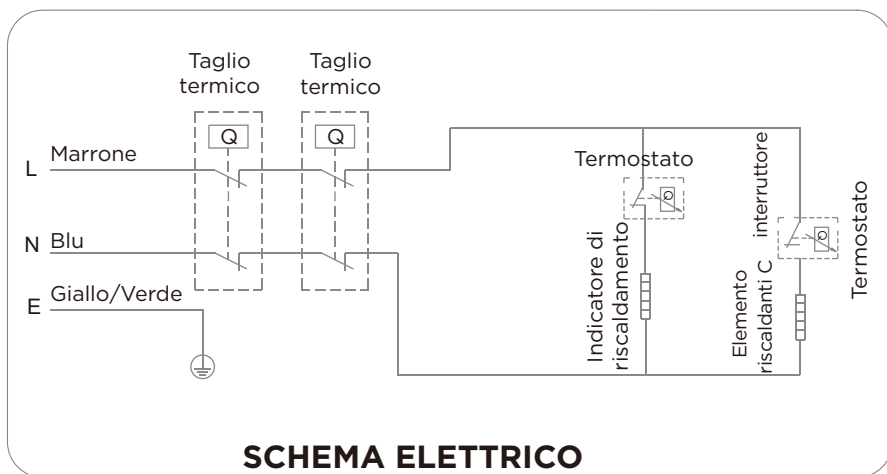 Taglio
termico
Taglio
termico
Q
Q
L
Marrone
N
Blu
E
Giallo/Verde
Termostato
Q
Indicatore di
riscaldamento
interruttore
Q
Termostato
Elemento
riscaldanti C
SCHEMA ELETTRICO